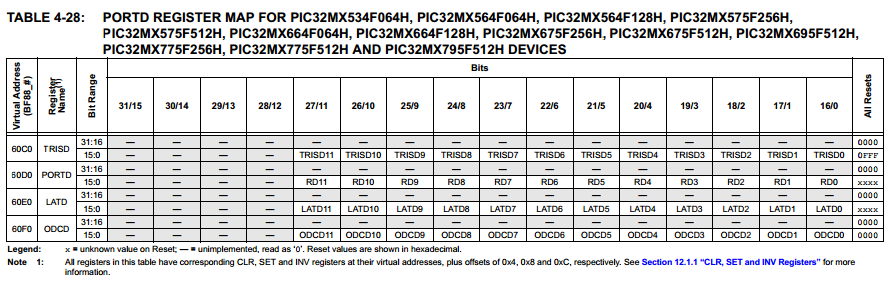 TABLE 4-28: PORTD REGISTER MAP FOR PIC32MX534F064H, PIC32MX564F064H, PIC32MX564F128H, PIC32MX575F256H,
PIC32MX575F512H, PIC32MX664F064H, PIC32MX664F128H, PIC32MX675F256H, PIC32MX675F512H, PIC32MX695F512H,
PIC32MX775F256H, PIC32MX775F512H AND PIC32MX795F512H DEVICES
Virtual Address (BF88_#) Register Name(1) Bit Range Bits All Resets
31/15 30/14 29/13 28/12 27/11 26/10 25/9 24/8 23/7 22/6 21/5 20/4 19/3 18/2 17/1 16/0
60C0 TRISD 31:16 — — — — — — — — — — — — — — — — 0000
15:0 — — — — TRISD11 TRISD10 TRISD9 TRISD8 TRISD7 TRISD6 TRISD5 TRISD4 TRISD3 TRISD2 TRISD1 TRISD0 0FFF
60D0 PORTD 31:16 — — — — — — — — — — — — — — — — 0000
15:0 — — — — RD11 RD10 RD9 RD8 RD7 RD6 RD5 RD4 RD3 RD2 RD1 RD0 xxxx
60E0 LATD 31:16 — — — — — — — — — — — — — — — — 0000
15:0 — — — — LATD11 LATD10 LATD9 LATD8 LATD7 LATD6 LATD5 LATD4 LATD3 LATD2 LATD1 LATD0 xxxx
60F0 ODCD 31:16 — — — — — — — — — — — — — — — — 0000
15:0 — — — — ODCD11 ODCD10 ODCD9 ODCD8 ODCD7 ODCD6 ODCD5 ODCD4 ODCD3 ODCD2 ODCD1 ODCD0 0000
Legend: x = unknown value on Reset; — = unimplemented, read as '0'. Reset values are shown in hexadecimal.
Note 1: All registers in this table have corresponding CLR, SET and INV registers at their virtual addresses, plus offsets of 0x4, 0x8 and 0xC, respectively. See Section 12.1.1 "CLR, SET and INV Registers" for more
information.